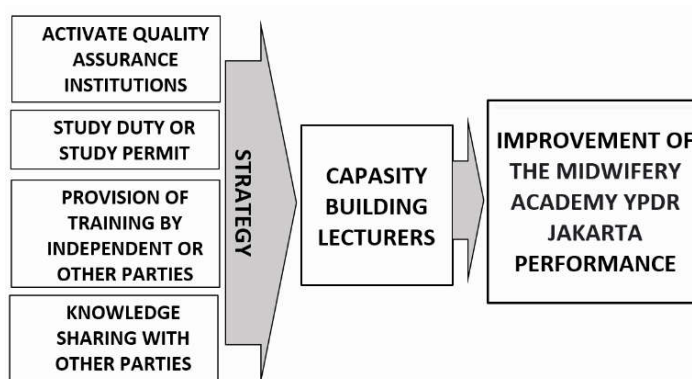 ACTIVATE QUALITY
ASSURANCE
INSTITUTIONS
STUDY DUTY OR
STUDY PERMIT
PROVISION OF
TRAINING BY
INDEPENDENT OR
OTHER PARTIES
KNOWLEDGE
SHARING WITH
OTHER PARTIES
STRATEGY
CAPASITY
BUILDING
LECTURERS
IMPROVEMENT OF
THE MIDWIFERY
ACADEMY YPDR
JAKARTA
PERFORMANCE